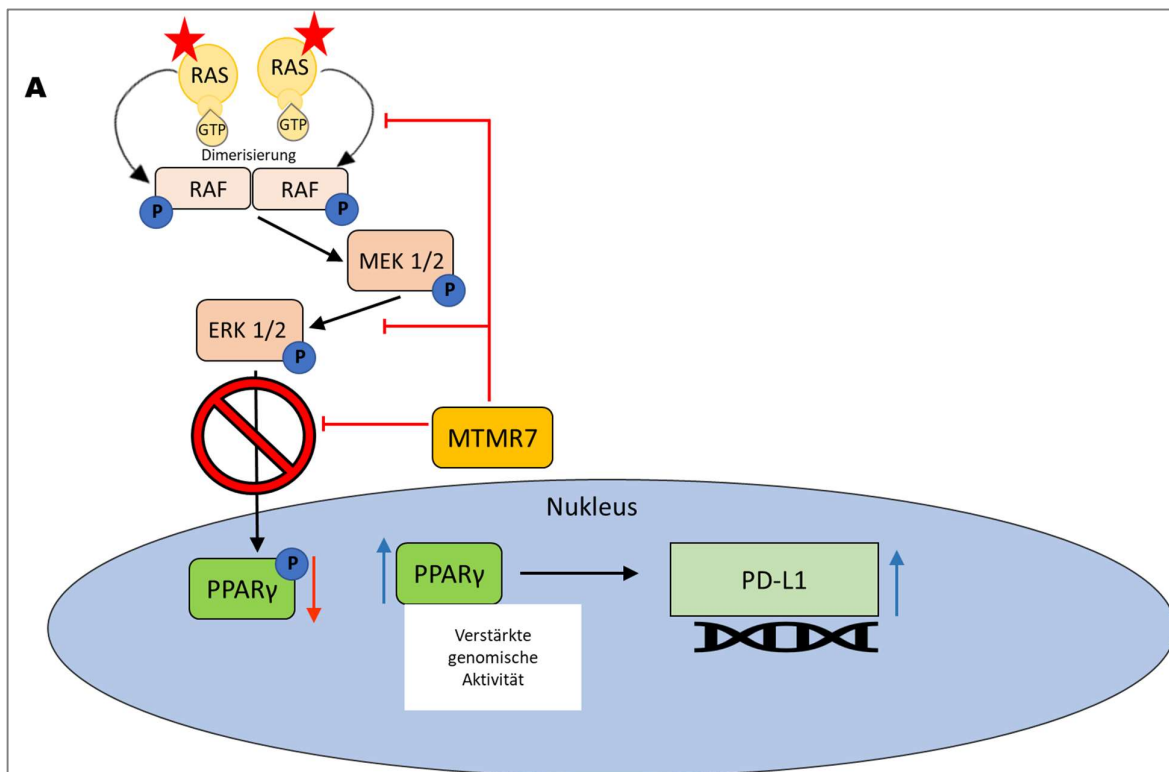 A
RAS
RAS
GTP
GTP
Dimerisierung
RAF
RAF
P
P
MEK 1/2
P
ERK 1/2
P
MTMR7
Nukleus
P
PPARγ
PPARγ
PD-L1
Verstärkte
genomische
Aktivität